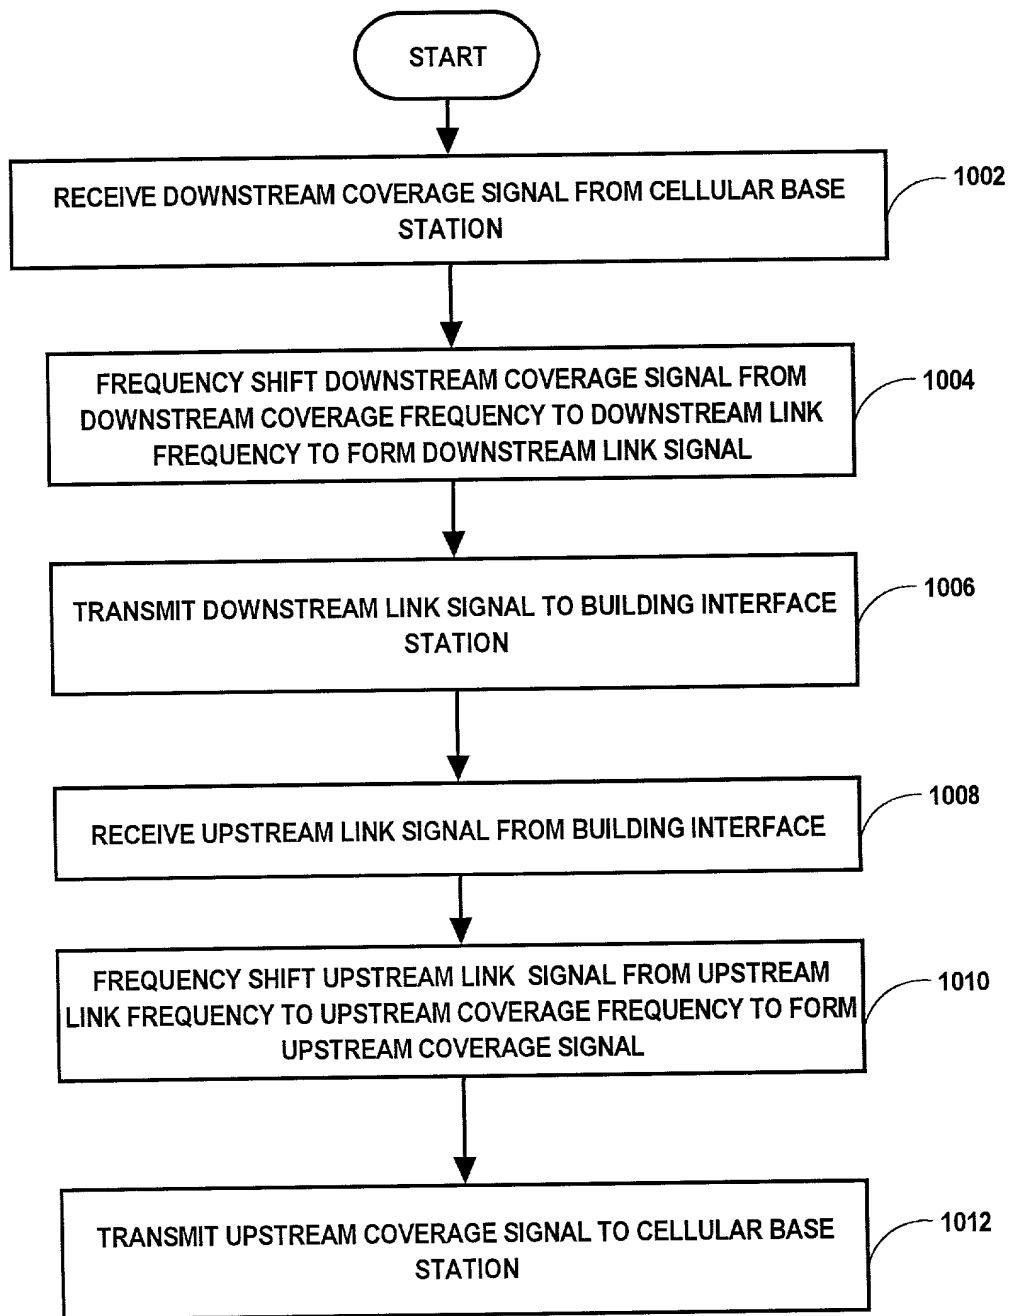 START
RECEIVE DOWNSTREAM COVERAGE SIGNAL FROM CELLULAR BASE
STATION
1002
FREQUENCY SHIFT DOWNSTREAM COVERAGE SIGNAL FROM
DOWNSTREAM COVERAGE FREQUENCY TO DOWNSTREAM LINK
FREQUENCY TO FORM DOWNSTREAM LINK SIGNAL
1004
TRANSMIT DOWNSTREAM LINK SIGNAL TO BUILDING INTERFACE
STATION
1006
RECEIVE UPSTREAM LINK SIGNAL FROM BUILDING INTERFACE
1008
FREQUENCY SHIFT UPSTREAM LINK SIGNAL FROM UPSTREAM
LINK FREQUENCY TO UPSTREAM COVERAGE FREQUENCY TO FORM
UPSTREAM COVERAGE SIGNAL
1010
TRANSMIT UPSTREAM COVERAGE SIGNAL TO CELLULAR BASE
STATION
1012